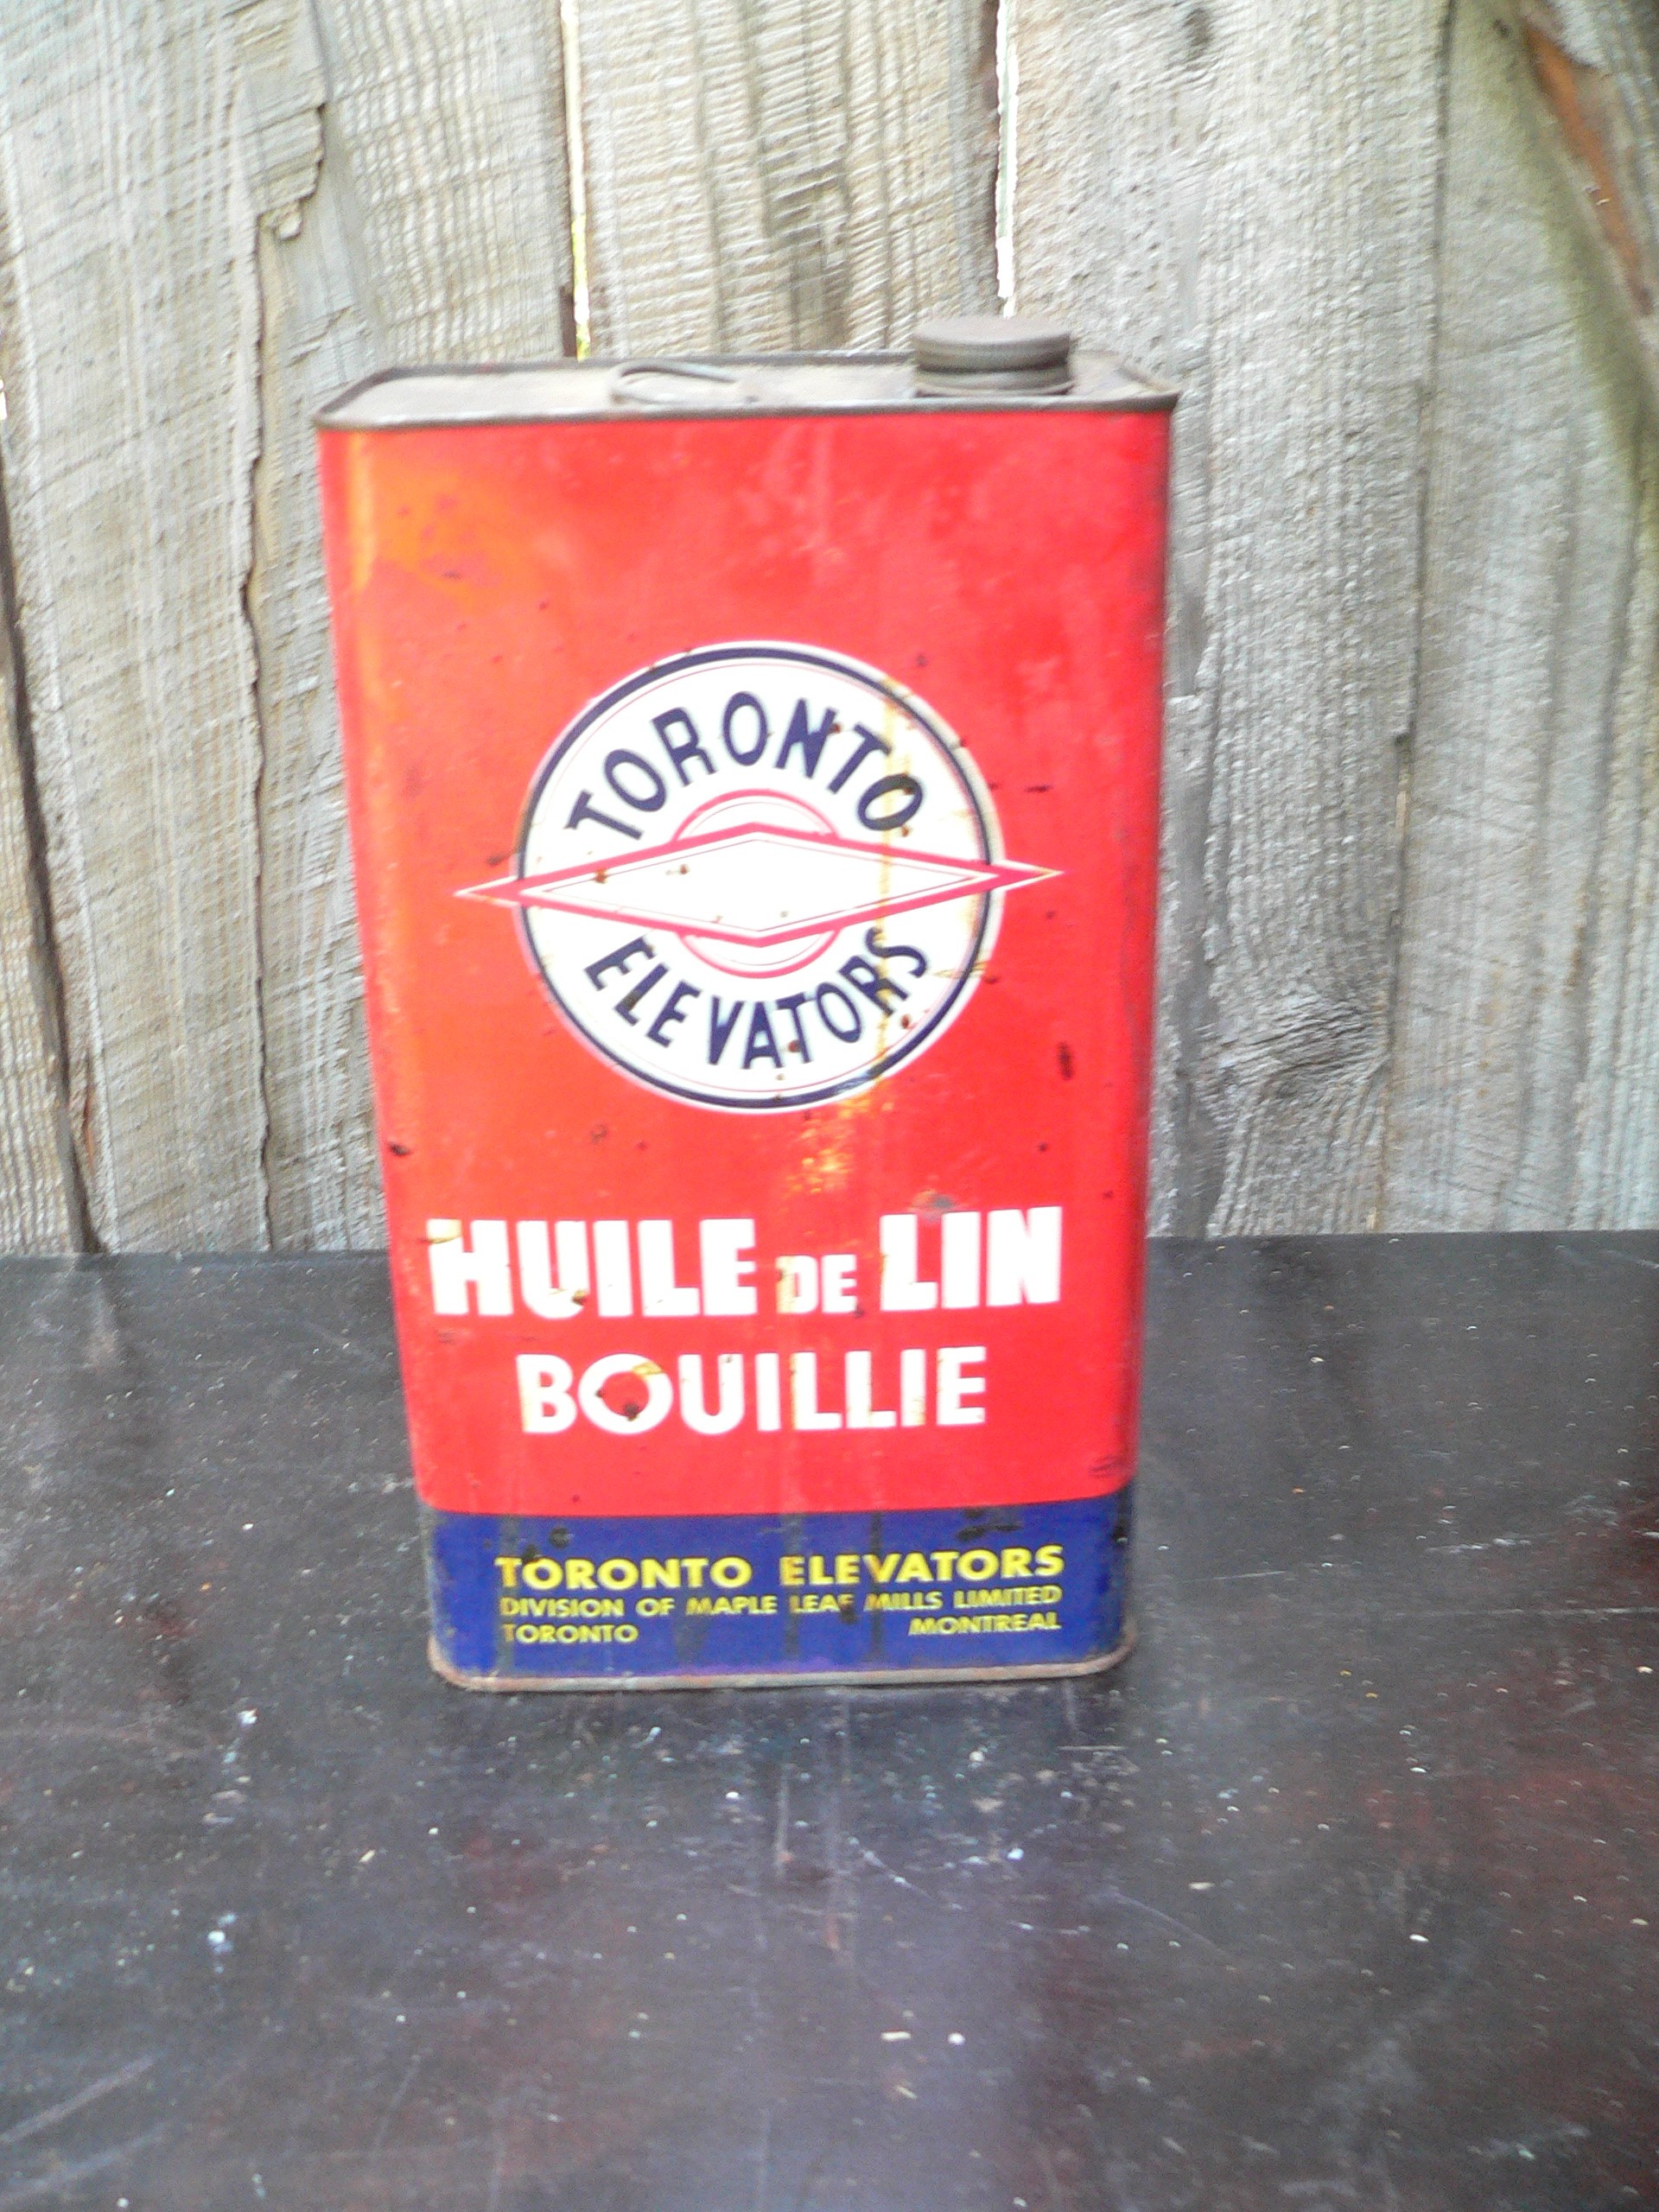 TORONTO
ELEVATORS
HUILE DE LIN
BOUILLIE
TORONTO ELEVATORS
DIVISION OF MAPLE LEAF MILLS LIMITED
TORONTO MONTREAL